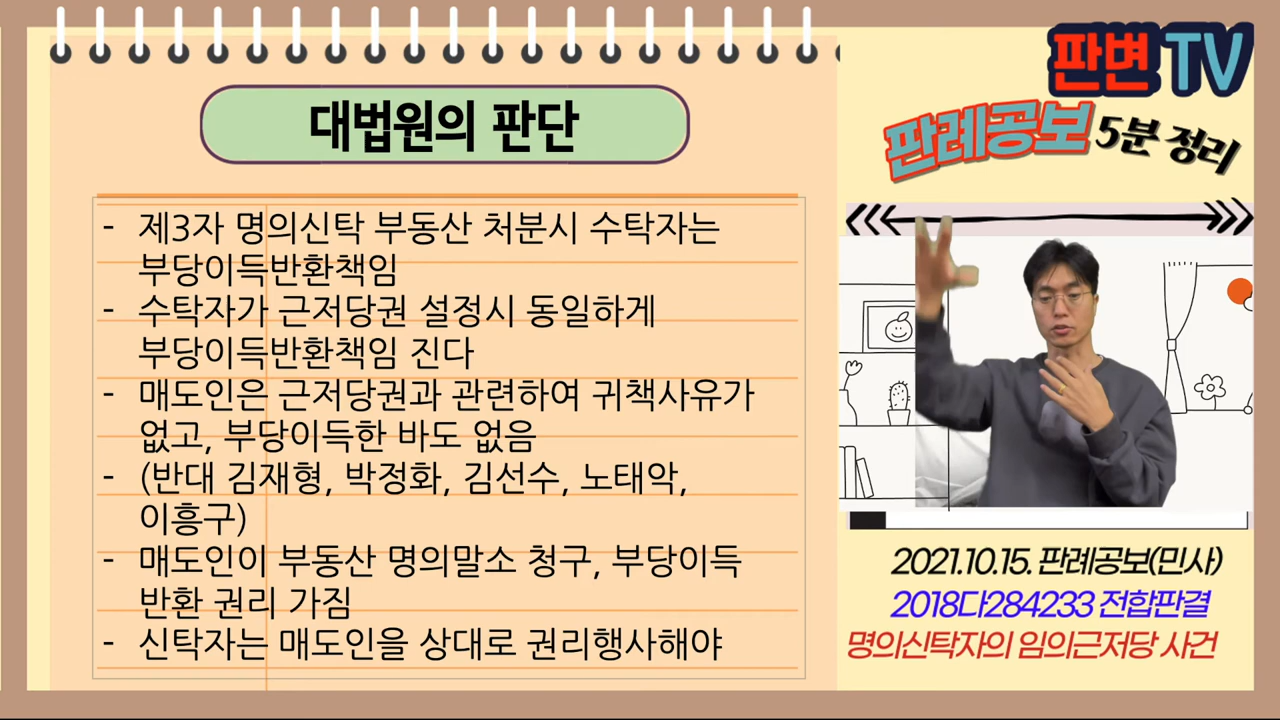 대법원의 판단
- 제3자 명의신탁 부동산 처분시 수탁자는
부당이득반환책임
- 수탁자가 근저당권 설정시 동일하게
부당이득반환책임 진다
- 매도인은 근저당권과 관련하여 귀책사유가
없고, 부당이득한 바도 없음
- (반대 김재형, 박정화, 김선수, 노태악,
이흥구)
- 매도인이 부동산 명의말소 청구, 부당이득
반환 권리 가짐
- 신탁자는 매도인을 상대로 권리행사해야
판변 TV
판례공보 5분 정리
2021.10.15. 판례공보(민사)
2018다284233 전합판결
명의신탁자의 임의근저당 사건